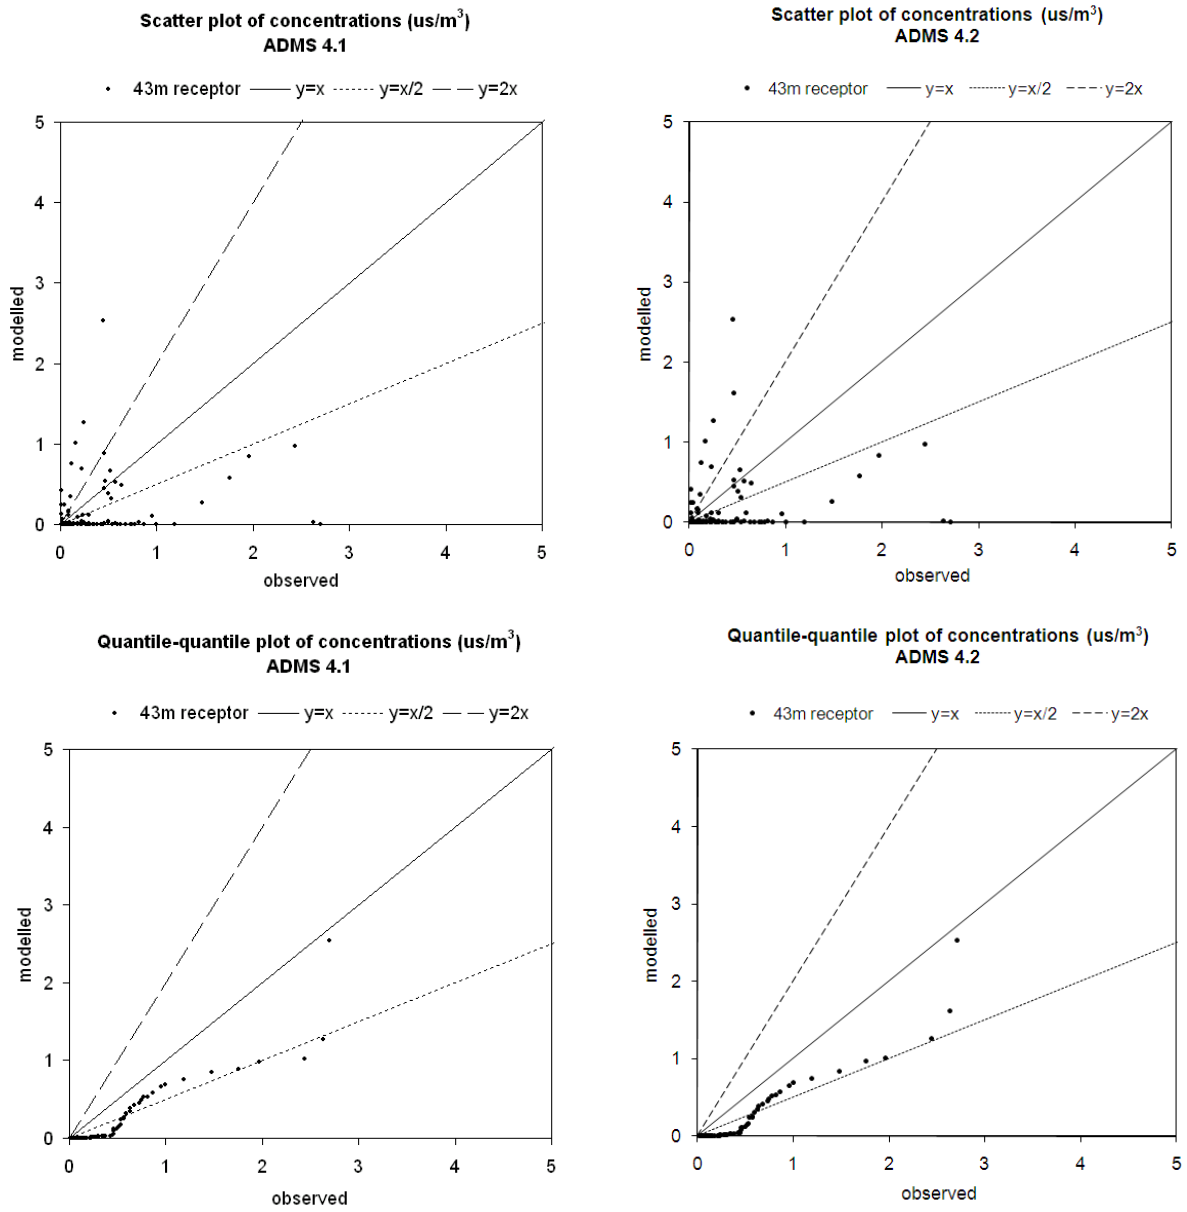 Scatter plot of concentrations (us/m³)
ADMS 4.1
43m receptor y=x y=x/2 y=2x
5
4
3
2
1
0
modelled
0 1 2 3 4 5
observed
Scatter plot of concentrations (us/m³)
ADMS 4.2
43m receptor y=x y=x/2 y=2x
5
4
3
2
1
0
modelled
0 1 2 3 4 5
observed
Quantile-quantile plot of concentrations (us/m³)
ADMS 4.1
43m receptor y=x y=x/2 y=2x
5
4
3
2
1
0
modelled
0 1 2 3 4 5
observed
Quantile-quantile plot of concentrations (us/m³)
ADMS 4.2
43m receptor y=x y=x/2 y=2x
5
4
3
2
1
0
modelled
0 1 2 3 4 5
observed